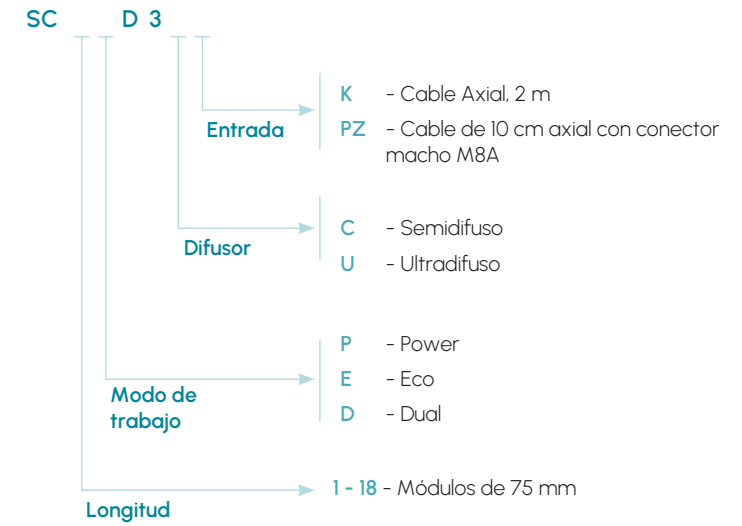 SC D 3
K - Cable Axial, 2 m
Entrada
PZ - Cable de 10 cm axial con conector
macho M8A
C - Semidifuso
Difusor
U - Ultradifuso
P - Power
E - Eco
Modo de
trabajo
D - Dual
1 - 18 - Módulos de 75 mm
Longitud